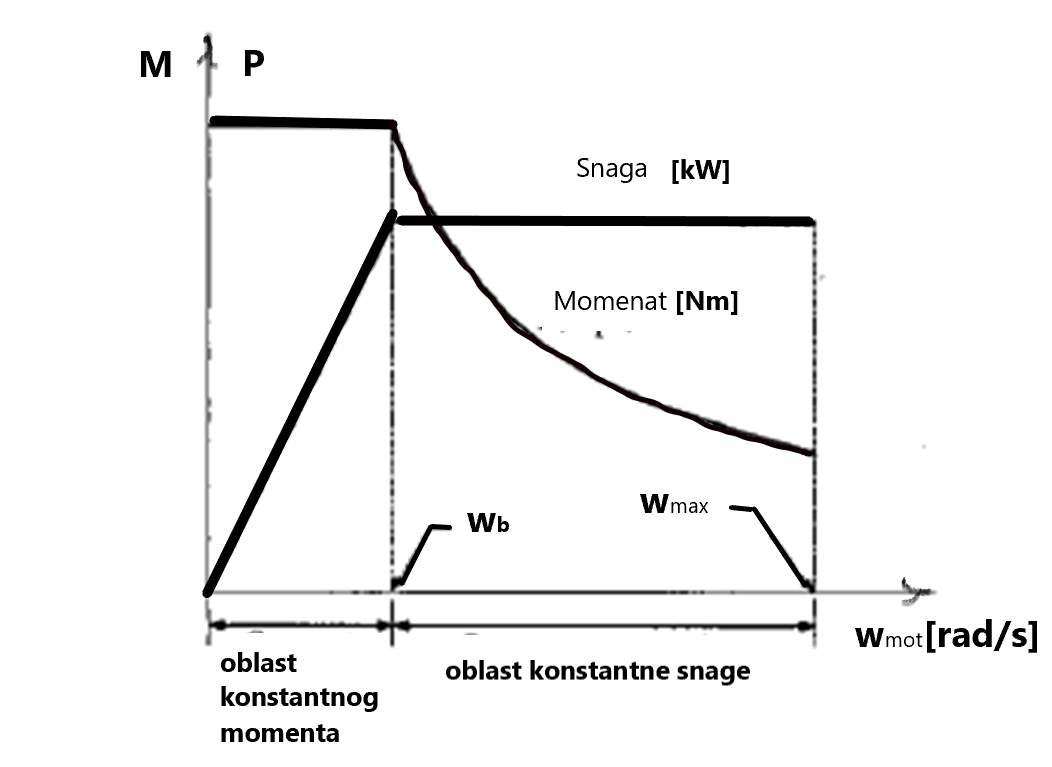 M P
Snaga [kW]
Momenat [Nm]
wmax
wb
wmot[rad/s]
oblast
konstantnog
momenta
oblast konstantne snage